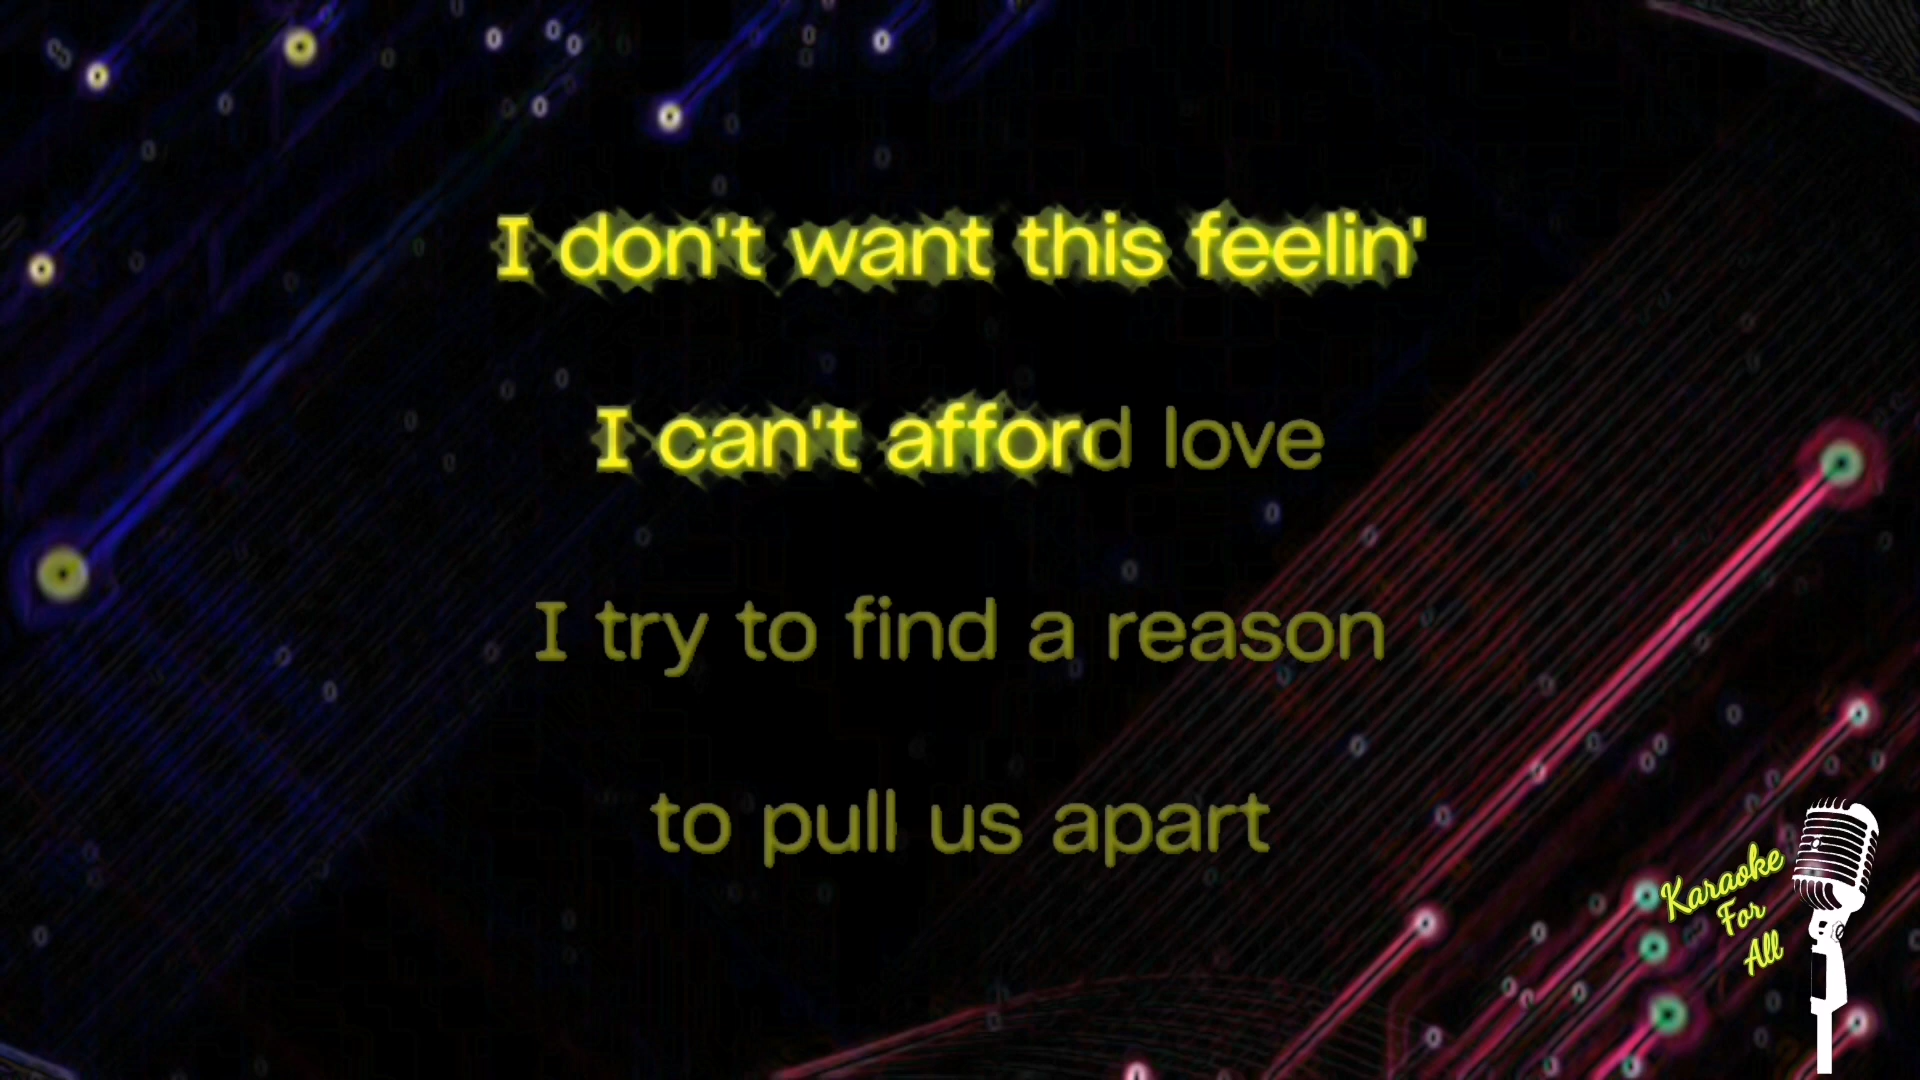 I don't want this feelin'
I can't afford love
I try to find a reason
to pull us apart
Karaoke
For
All